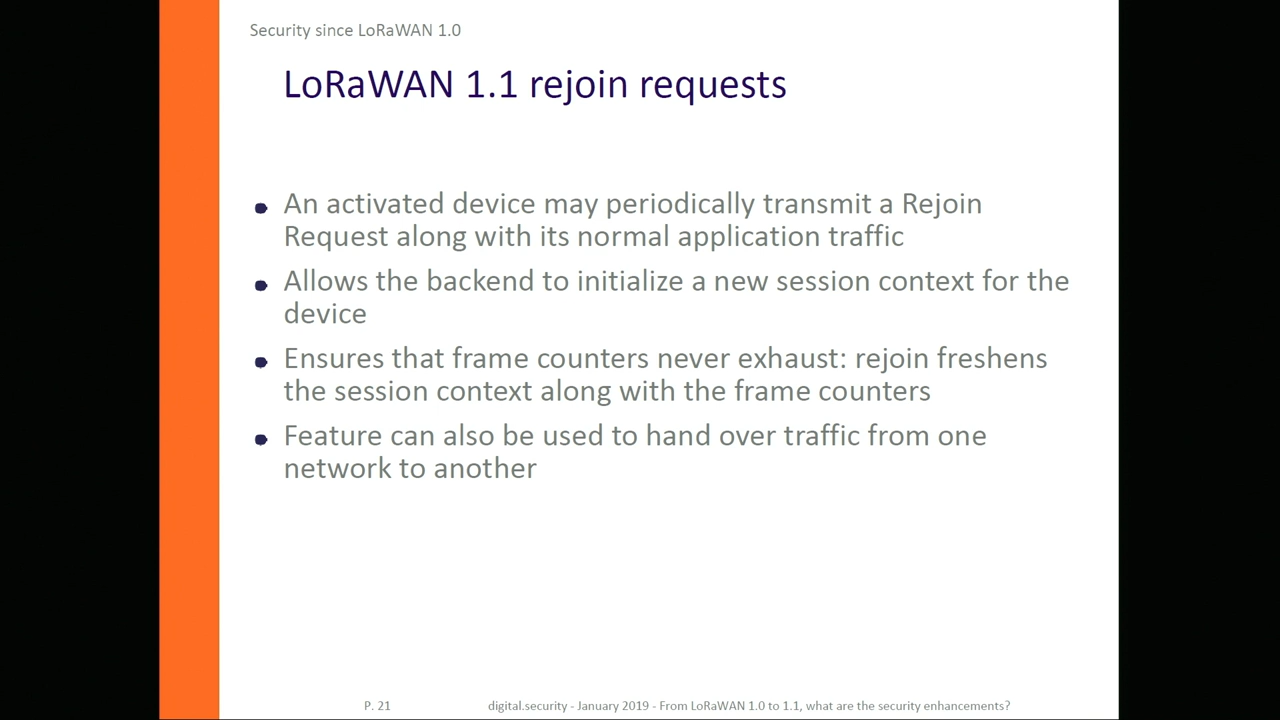 Security since LoRaWAN 1.0
LoRaWAN 1.1 rejoin requests
• An activated device may periodically transmit a Rejoin
Request along with its normal application traffic
• Allows the backend to initialize a new session context for the
device
• Ensures that frame counters never exhaust: rejoin freshens
the session context along with the frame counters
• Feature can also be used to hand over traffic from one
network to another
P. 21 digital.security - January 2019 - From LoRaWAN 1.0 to 1.1, what are the security enhancements?